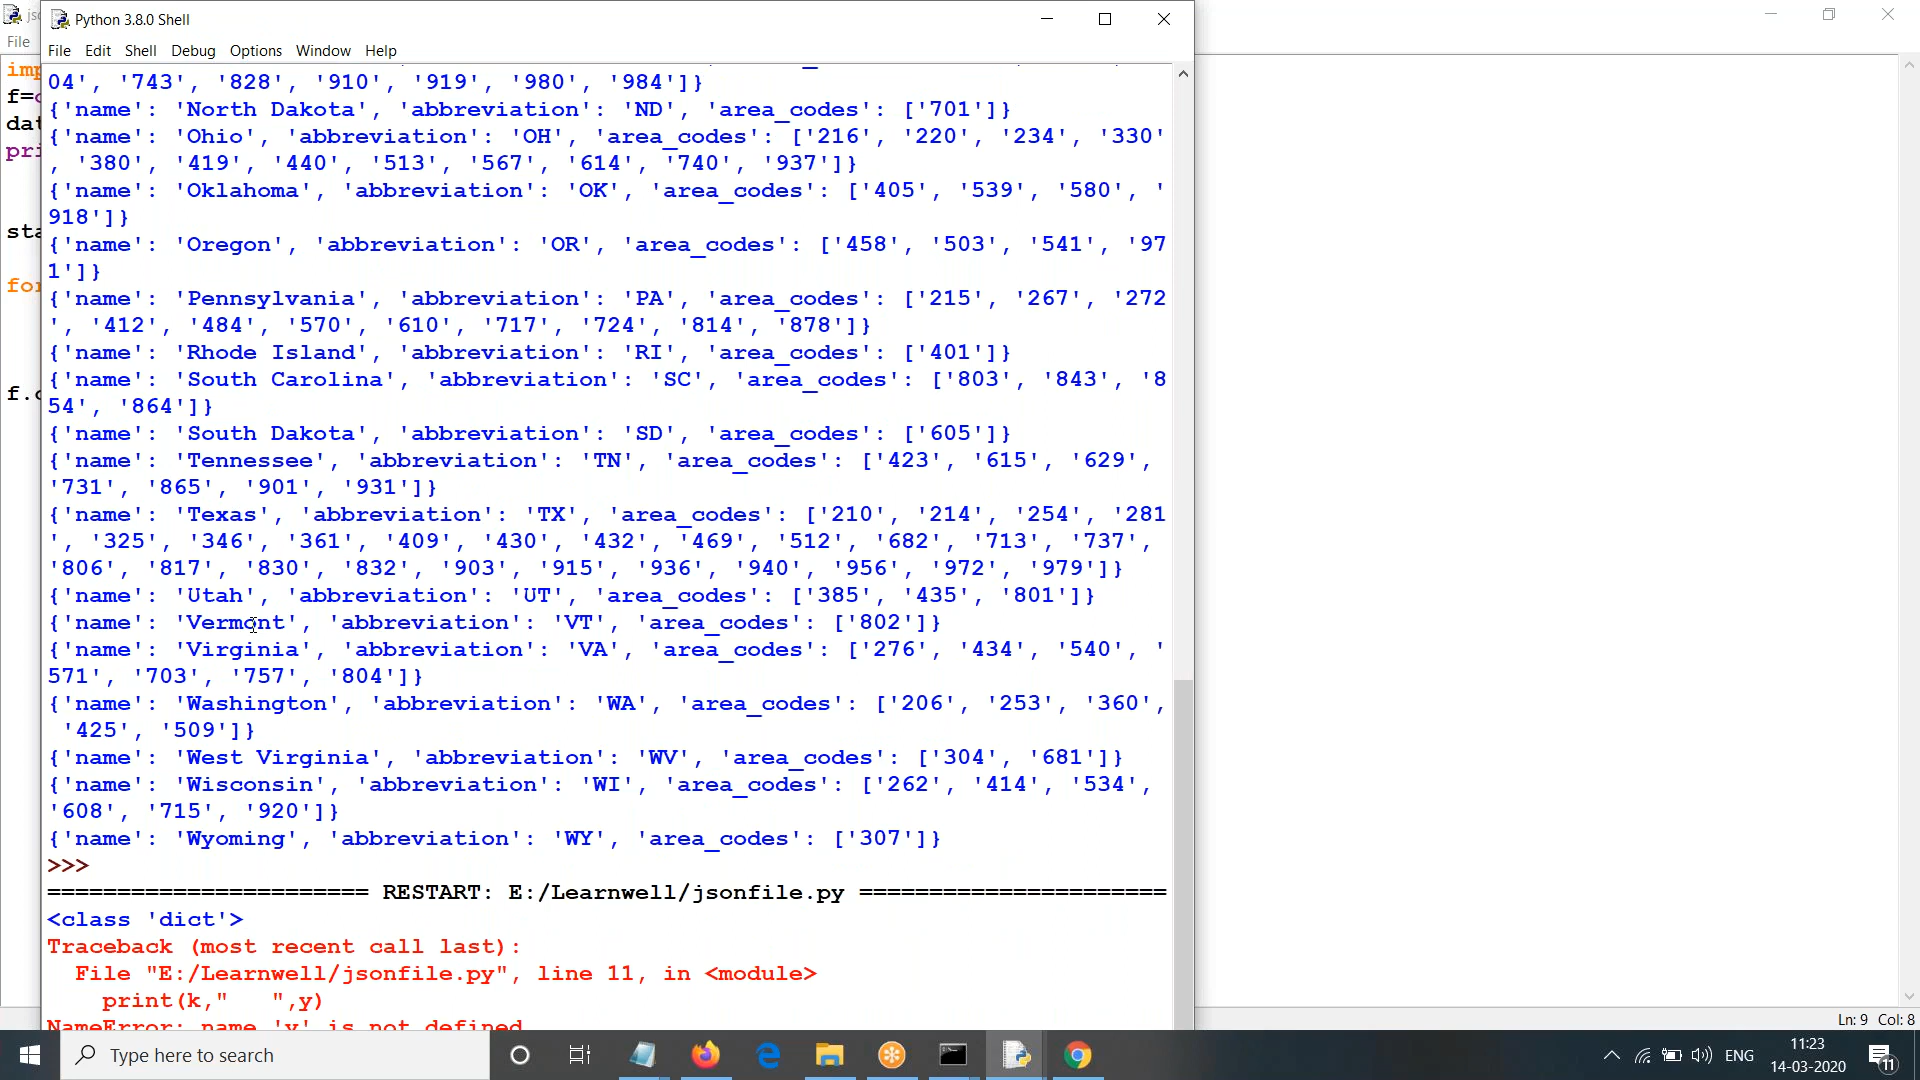 Python 3.8.0 Shell
File Edit Shell Debug Options Window Help
File
imp
f=
dat
pri
sta
for
f.c
04', '743', '828', '910', '919', '980', '984']}
{'name': 'North Dakota', 'abbreviation': 'ND', 'area_codes': ['701']}
{'name': 'Ohio', 'abbreviation': 'OH', 'area_codes': ['216', '220', '234', '330'
, '380', '419', '440', '513', '567', '614', '740', '937']}
{'name': 'Oklahoma', 'abbreviation': 'OK', 'area_codes': ['405', '539', '580', '
918']}
{'name': 'Oregon', 'abbreviation': 'OR', 'area_codes': ['458', '503', '541', '97
1']}
{'name': 'Pennsylvania', 'abbreviation': 'PA', 'area_codes': ['215', '267', '272
', '412', '484', '570', '610', '717', '724', '814', '878']}
{'name': 'Rhode Island', 'abbreviation': 'RI', 'area_codes': ['401']}
{'name': 'South Carolina', 'abbreviation': 'SC', 'area_codes': ['803', '843', '8
54', '864']}
{'name': 'South Dakota', 'abbreviation': 'SD', 'area_codes': ['605']}
{'name': 'Tennessee', 'abbreviation': 'TN', 'area_codes': ['423', '615', '629',
'731', '865', '901', '931']}
{'name': 'Texas', 'abbreviation': 'TX', 'area_codes': ['210', '214', '254', '281
', '325', '346', '361', '409', '430', '432', '469', '512', '682', '713', '737',
'806', '817', '830', '832', '903', '915', '936', '940', '956', '972', '979']}
{'name': 'Utah', 'abbreviation': 'UT', 'area_codes': ['385', '435', '801']}
{'name': 'Vermont', 'abbreviation': 'VT', 'area_codes': ['802']}
{'name': 'Virginia', 'abbreviation': 'VA', 'area_codes': ['276', '434', '540', '
571', '703', '757', '804']}
{'name': 'Washington', 'abbreviation': 'WA', 'area_codes': ['206', '253', '360',
'425', '509']}
{'name': 'West Virginia', 'abbreviation': 'WV', 'area_codes': ['304', '681']}
{'name': 'Wisconsin', 'abbreviation': 'WI', 'area_codes': ['262', '414', '534',
'608', '715', '920']}
{'name': 'Wyoming', 'abbreviation': 'WY', 'area_codes': ['307']}
>>>
======================= RESTART: E:/Learnwell/jsonfile.py ======================
<class 'dict'>
Traceback (most recent call last):
File "E:/Learnwell/jsonfile.py", line 11, in <module>
print(k,"   ",y)
NameError: name 'y' is not defined
Ln: 9 Col: 8
Type here to search
ENG
11:23
14-03-2020
11